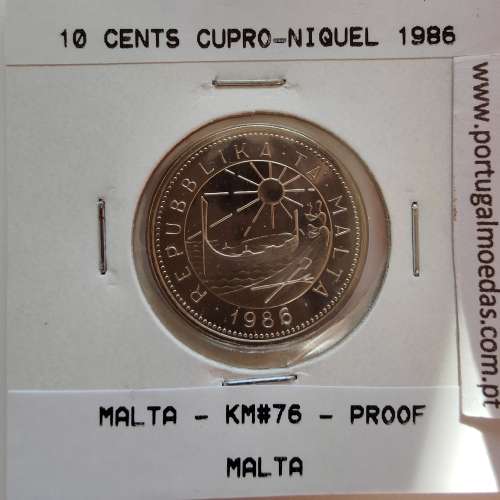 10 CENTS CUPRO-NIQUEL 1986
REPUBBLIKA · TA · MALTA
· 1986 ·
MALTA - KM#76 - PROOF
MALTA
www.portugalmoedas.com.pt